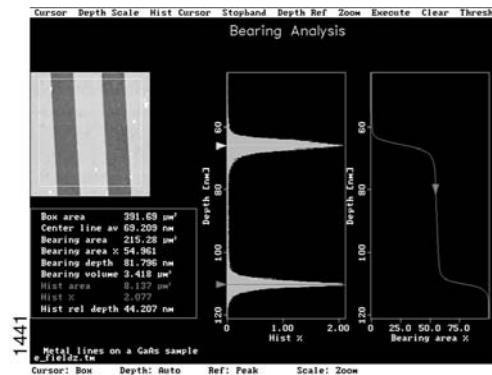 Cursor Depth Scale Hist Cursor Stopband Depth Ref Zoom Execute Clear Thresh
Bearing Analysis
Box area 391.69 µm²
Center line av 69.209 nm
Bearing area 215.28 µm²
Bearing area % 54.961
Bearing depth 81.796 nm
Bearing volume 3.418 µm³
Hist area 8.137 µm²
Hist % 2.077
Hist rel depth 44.207 nm
Depth [nm]
60
80
100
120
0 1.00 2.00
Hist %
Depth [nm]
60
80
100
120
0 25.0 50.0 75.0
Bearing area %
1441
Metal lines on a GaAs sample
e_fieldz.tm
Cursor: Box Depth: Auto Ref: Peak Scale: Zoom